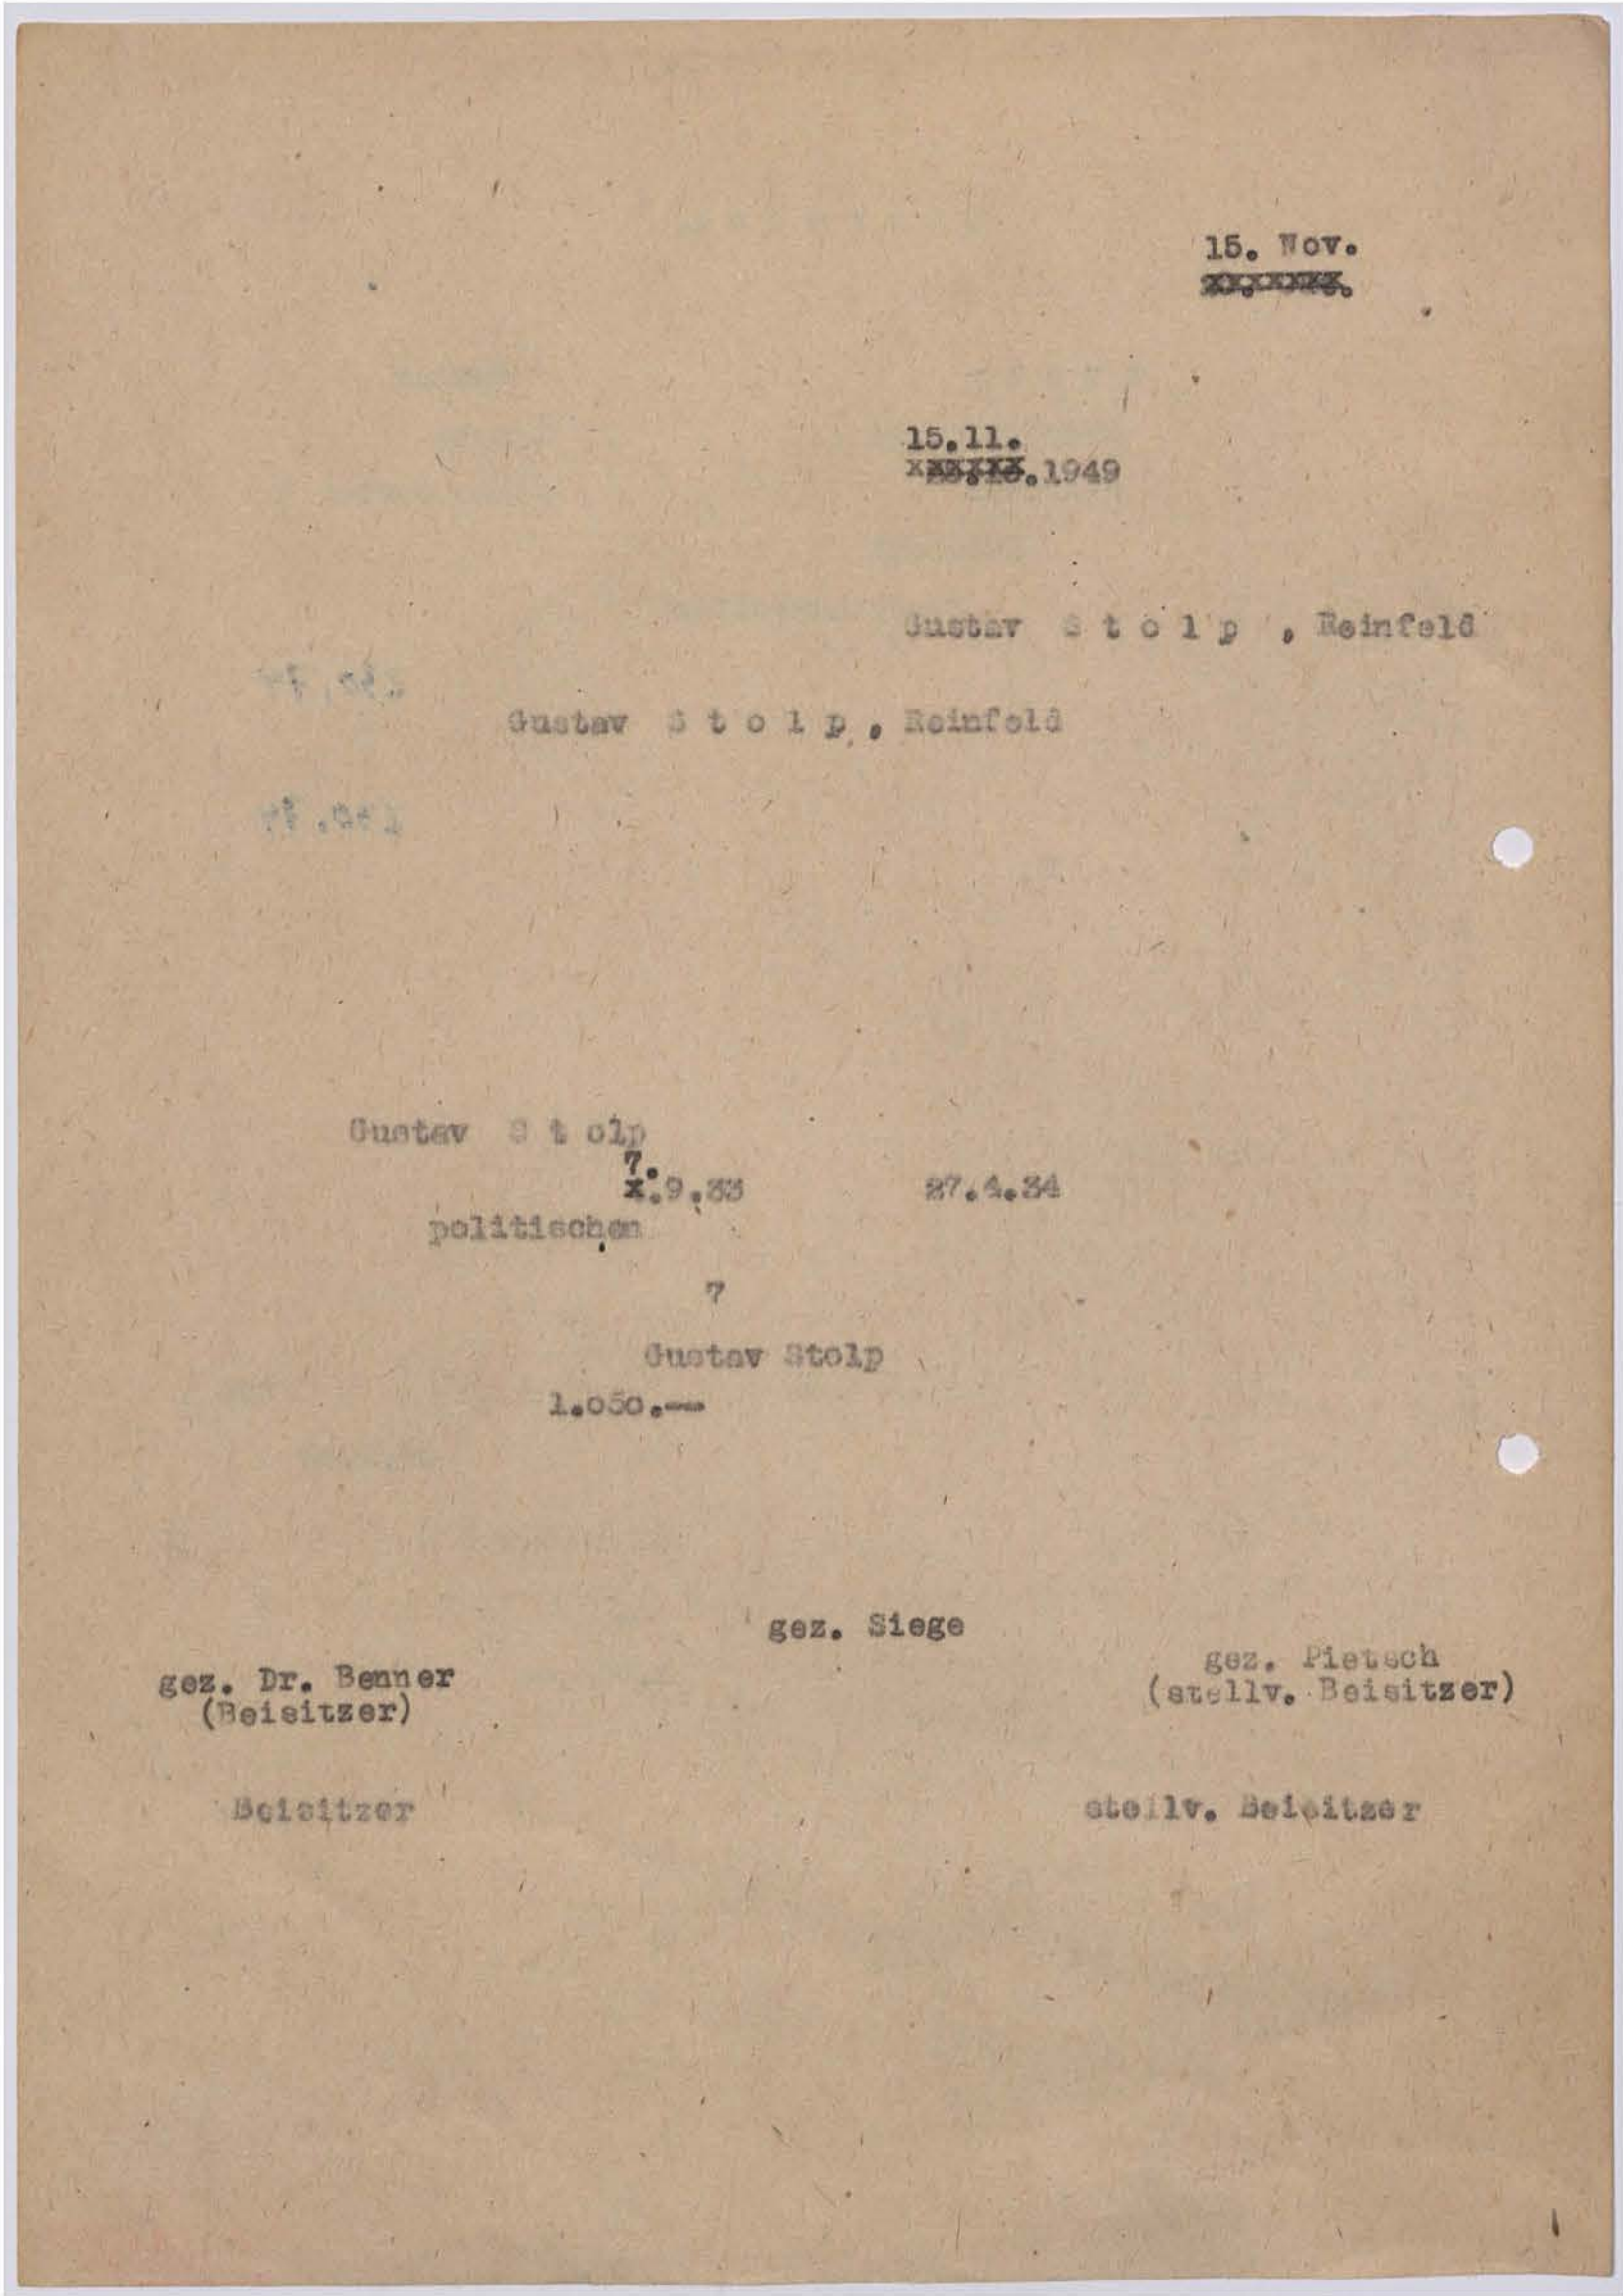 15. Nov.
15.11.
.1949
Gustav S t o l p , Reinfeld
Gustav S t o l p , Reinfeld
Gustav S t olp
7.
x.9.33 27.4.34
politischen
7
Gustav Stolp
1.050.--
gez. Siege
gez. Pietsch
gez. Dr. Benner
(stellv. Beisitzer)
(Beisitzer)
Beisitzer stellv. Beisitzer